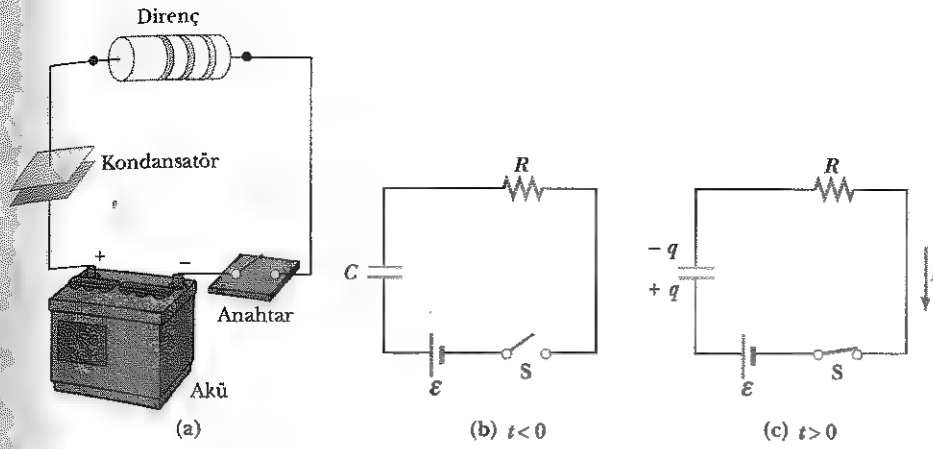 Direnç
Kondansatör
+
−
Anahtar
Akü
(a)
R
C
ε
S
(b) t < 0
R
− q
+ q
ε
S
(c) t > 0